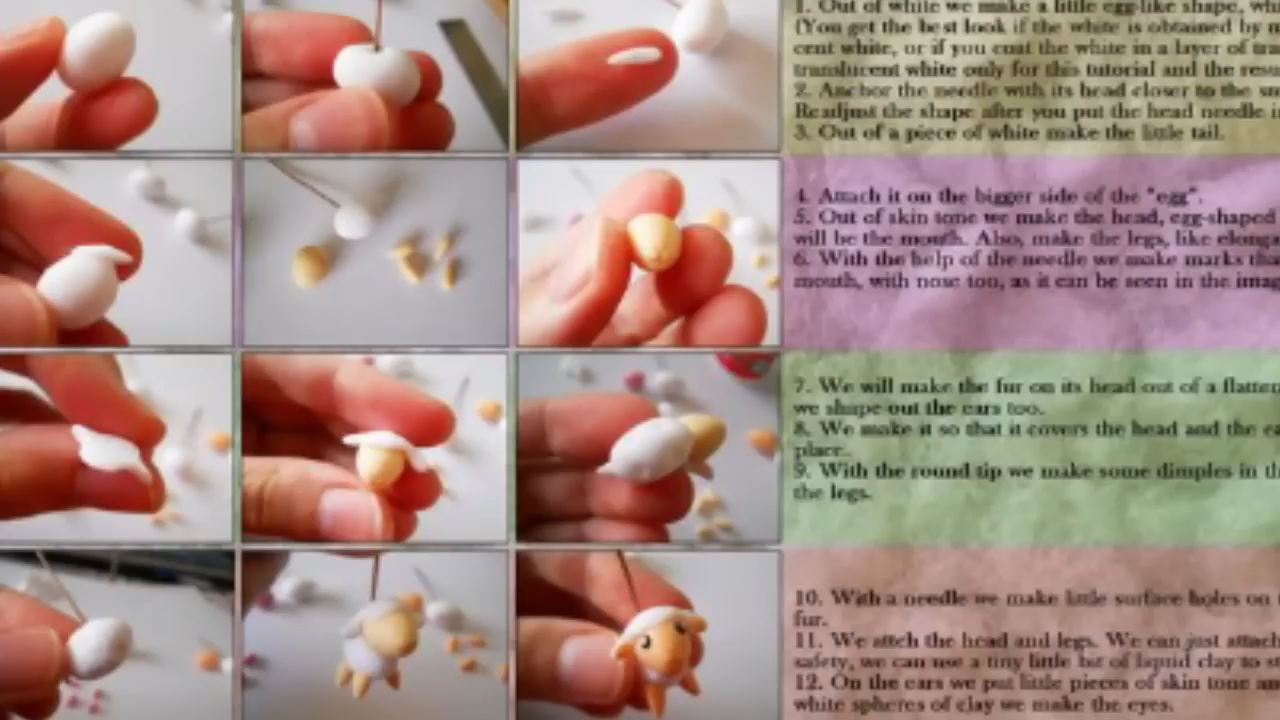 1. Out of white we make a little egg-like shape,
(You get the best look if the white is obtained by
cent white, or if you coat the white in a layer of
translucent white only for this tutorial and the
2. Anchor the needle with its head closer to the
Readjust the shape after you put the head needle
3. Out of a piece of white make the little tail.
4. Attach it on the bigger side of the "egg".
5. Out of skin tone we make the head, egg-shaped
will be the mouth. Also, make the legs, like
6. With the help of the needle we make marks
mouth, with nose too, as it can be seen in the
7. We will make the fur on its head out of a
we shape out the ears too.
8. We make it so that it covers the head and the
place.
9. With the round tip we make some dimples in
the legs.
10. With a needle we make little surface holes on
fur.
11. We attch the head and legs. We can just
safety, we can use a tiny little bit of liquid clay to
12. On the ears we put little pieces of skin tone
white spheres of clay we make the eyes.